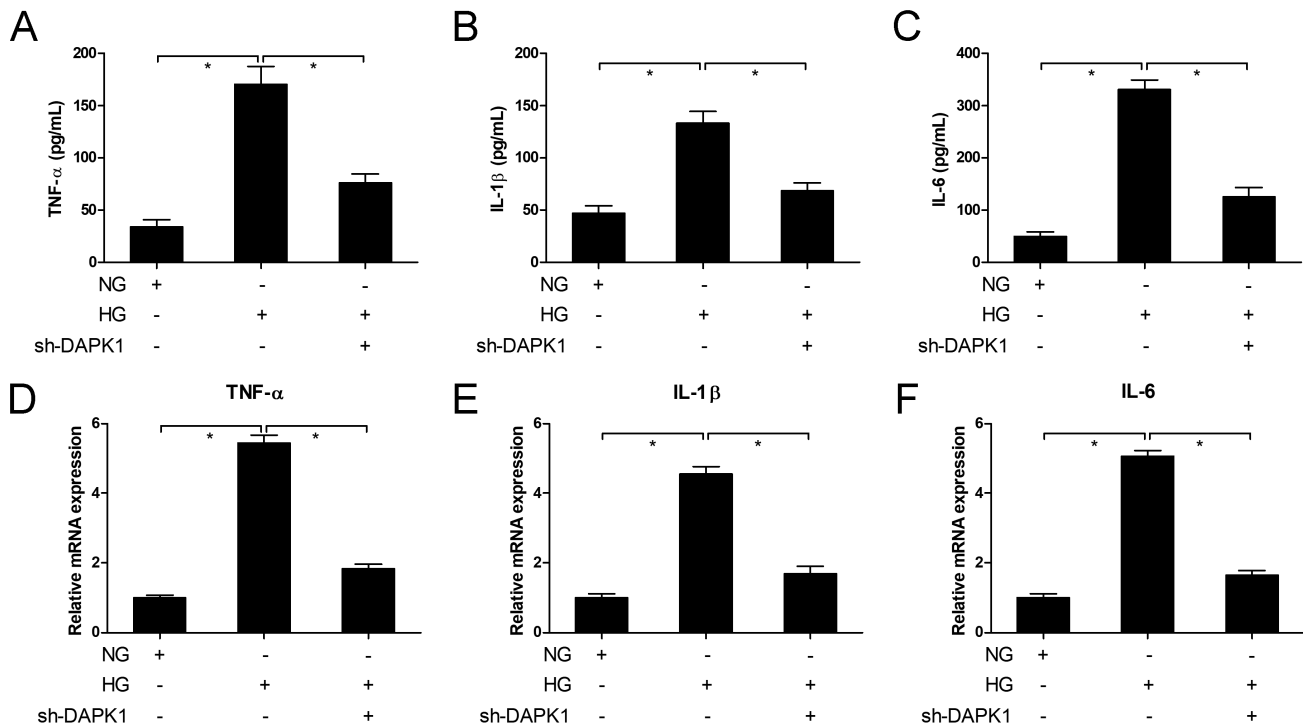 A
B
C
TNF-α (pg/mL)
200
150
100
50
0
* *
NG + - -
HG - + +
sh-DAPK1 - - +
IL-1β (pg/mL)
200
150
100
50
0
* *
NG + - -
HG - + +
sh-DAPK1 - - +
IL-6 (pg/mL)
400
300
200
100
0
* *
NG + - -
HG - + +
sh-DAPK1 - - +
D
TNF-α
Relative mRNA expression
6
4
2
0
* *
NG + - -
HG - + +
sh-DAPK1 - - +
E
IL-1β
Relative mRNA expression
6
4
2
0
* *
NG + - -
HG - + +
sh-DAPK1 - - +
F
IL-6
Relative mRNA expression
6
4
2
0
* *
NG + - -
HG - + +
sh-DAPK1 - - +